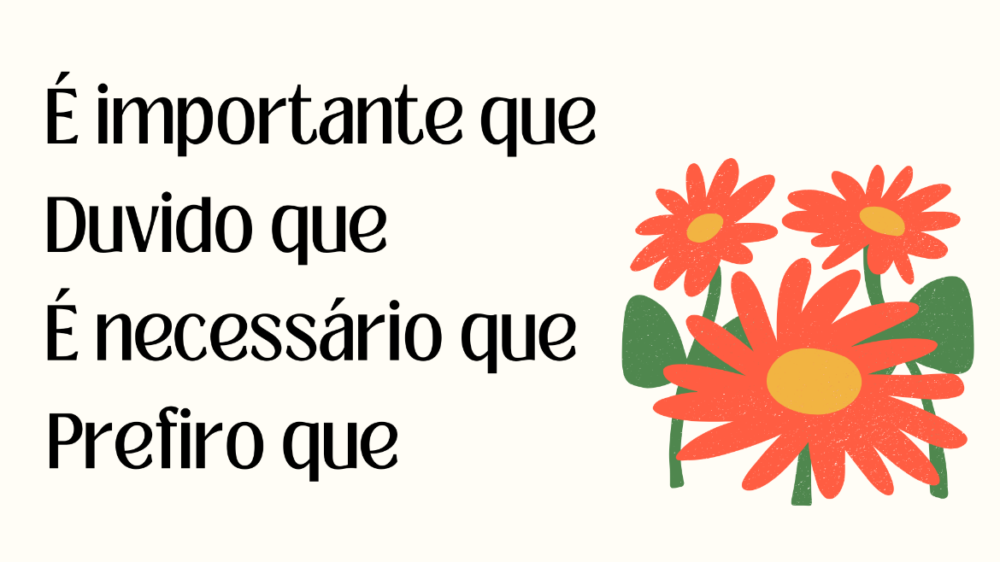 É importante que
Duvido que
É necessário que
Prefiro que